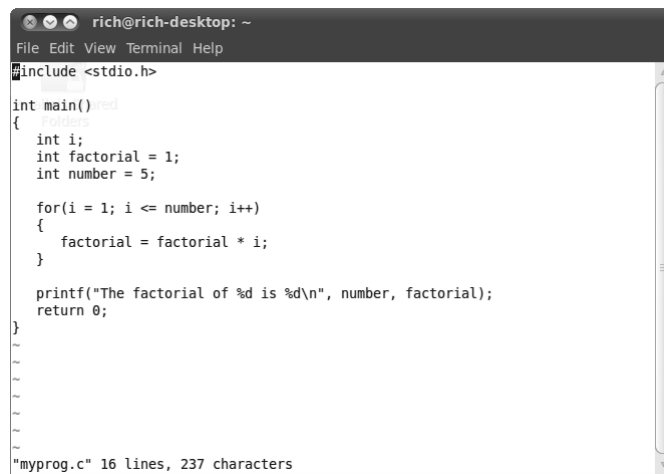 rich@rich-desktop: ~
File Edit View Terminal Help
#include <stdio.h>

int main()
{
   int i;
   int factorial = 1;
   int number = 5;

   for(i = 1; i <= number; i++)
   {
      factorial = factorial * i;
   }

   printf("The factorial of %d is %d\n", number, factorial);
   return 0;
}
~
~
~
~
~
~
~
"myprog.c" 16 lines, 237 characters